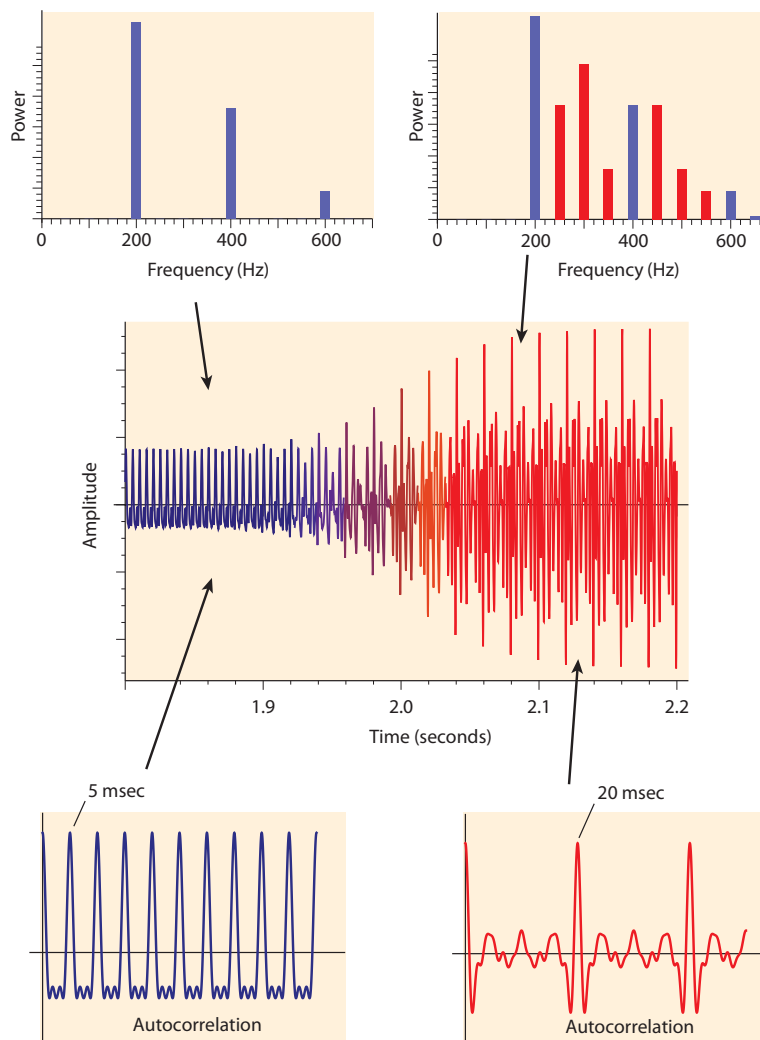 Power
0 200 400 600
Frequency (Hz)
Power
0 200 400 600
Frequency (Hz)
Amplitude
1.9 2.0 2.1 2.2
Time (seconds)
5 msec
Autocorrelation
20 msec
Autocorrelation